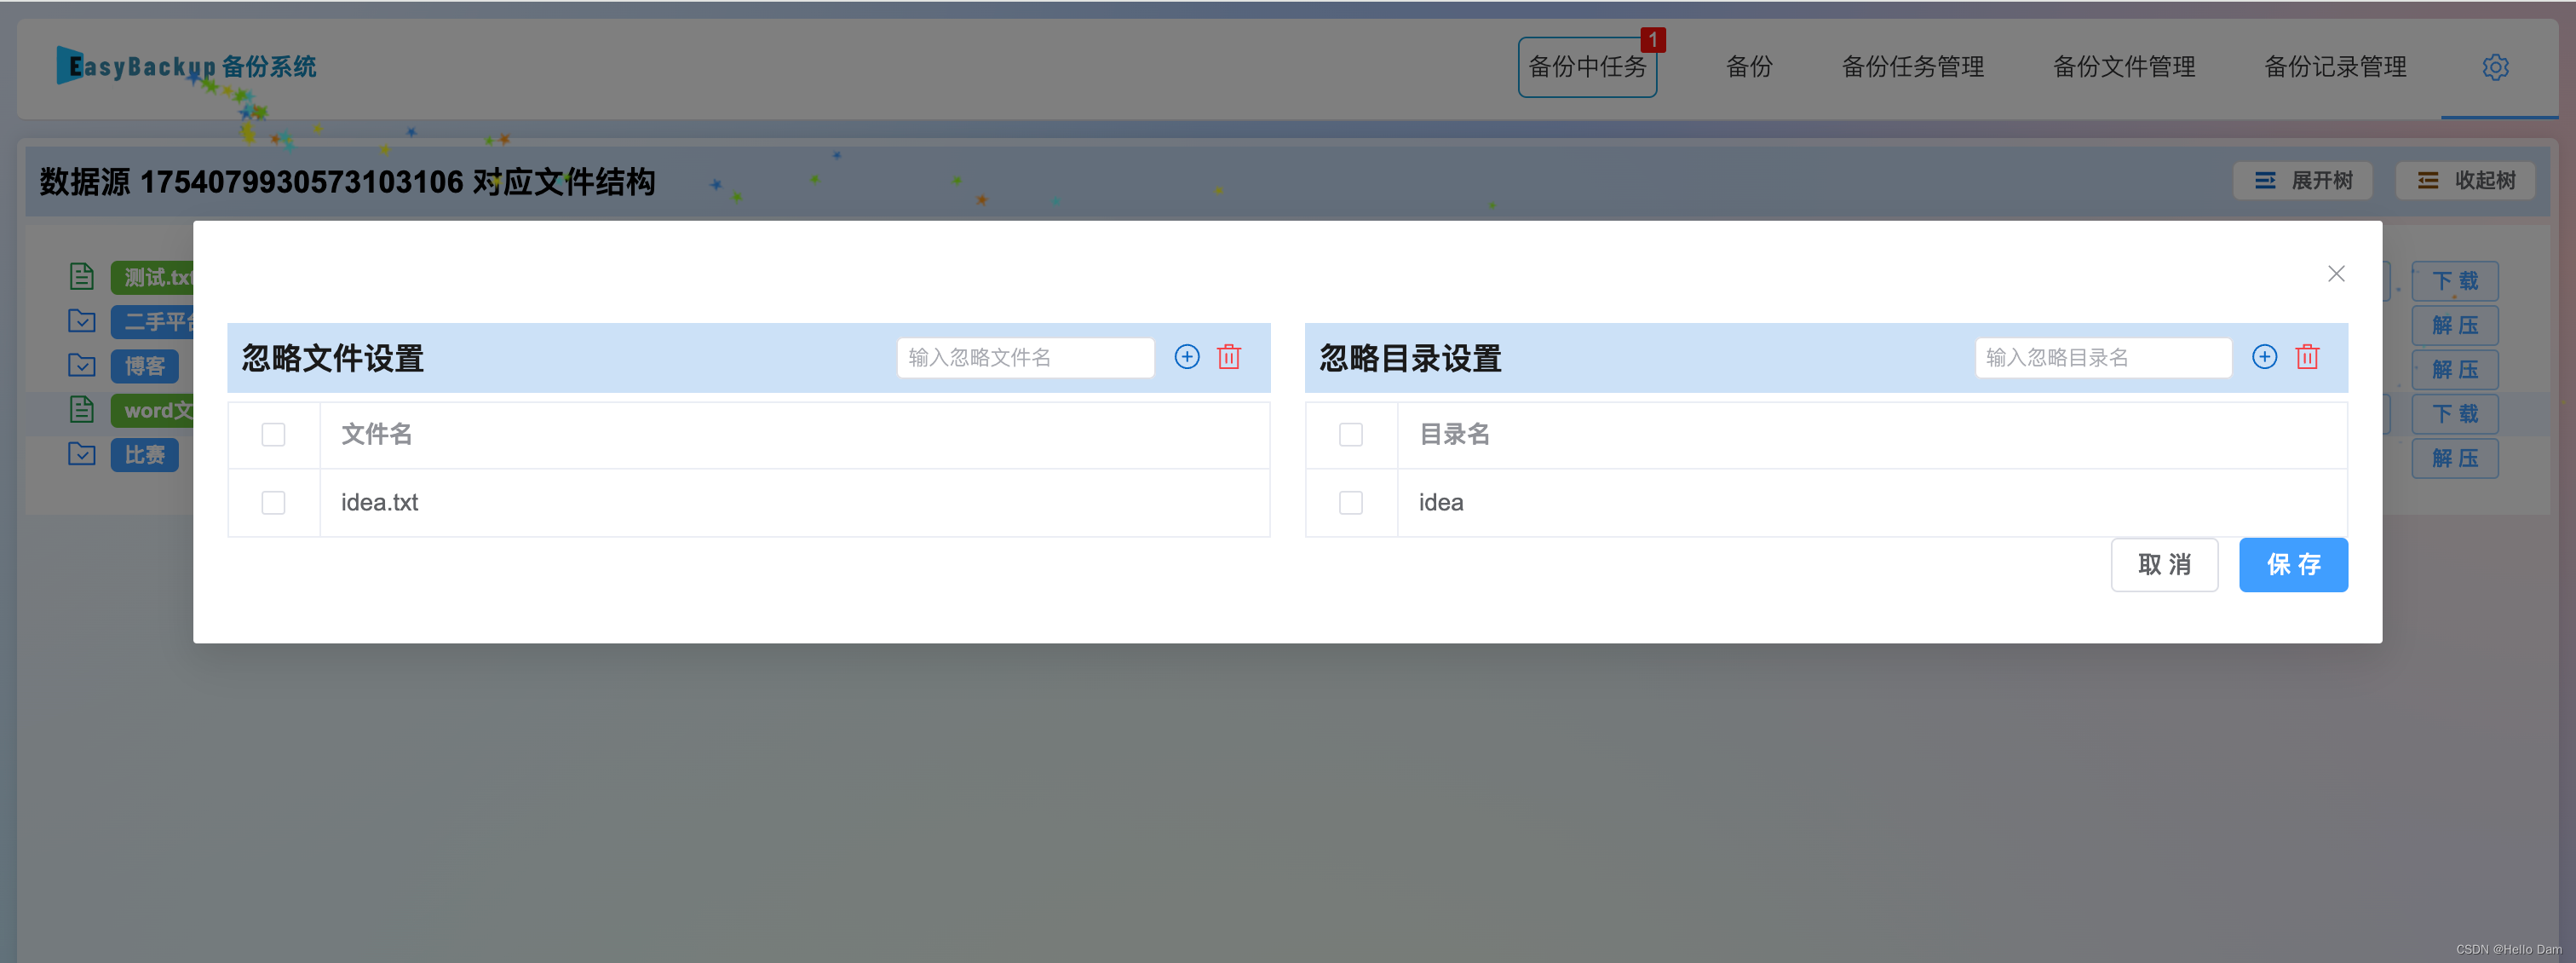 EasyBackup 备份系统
备份中任务
1
备份
备份任务管理
备份文件管理
备份记录管理
数据源 1754079930573103106 对应文件结构
展开树
收起树
测试.txt
下 载
二手平台
解 压
博客
解 压
word文
下 载
比赛
解 压
忽略文件设置
输入忽略文件名
文件名
idea.txt
忽略目录设置
输入忽略目录名
目录名
idea
取 消
保 存
CSDN @Hello Dam